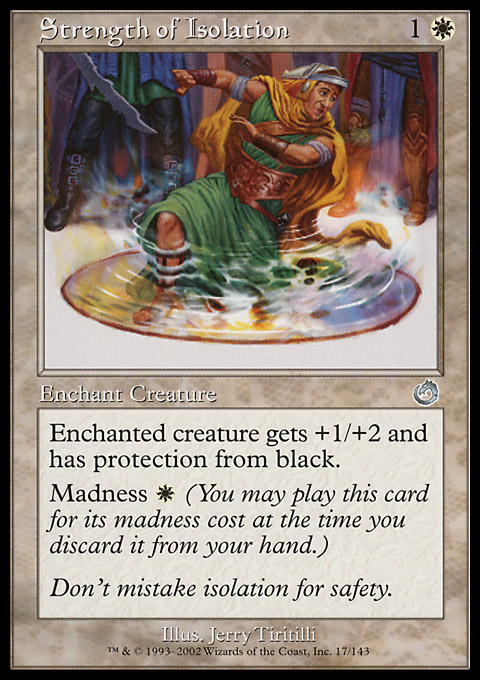 Strength of Isolation 1
Enchant Creature
Enchanted creature gets +1/+2 and
has protection from black.
Madness (You may play this card
for its madness cost at the time you
discard it from your hand.)
Don't mistake isolation for safety.
Illus. Jerry Tiritilli
™ & © 1993–2002 Wizards of the Coast, Inc. 17/143